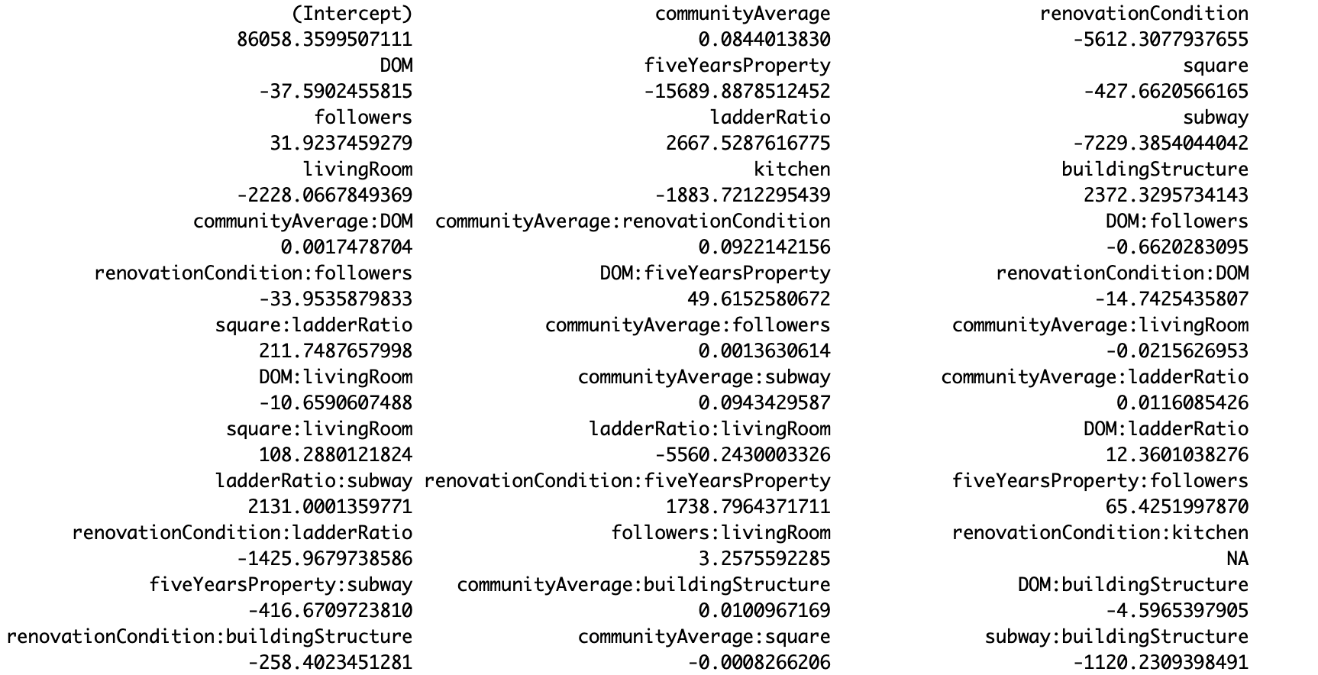 (Intercept) communityAverage renovationCondition
86058.3599507111 0.0844013830 -5612.3077937655
DOM fiveYearsProperty square
-37.5902455815 -15689.8878512452 -427.6620566165
followers ladderRatio subway
31.9237459279 2667.5287616775 -7229.3854044042
livingRoom kitchen buildingStructure
-2228.0667849369 -1883.7212295439 2372.3295734143
communityAverage:DOM communityAverage:renovationCondition DOM:followers
0.0017478704 0.0922142156 -0.6620283095
renovationCondition:followers DOM:fiveYearsProperty renovationCondition:DOM
-33.9535879833 49.6152580672 -14.7425435807
square:ladderRatio communityAverage:followers communityAverage:livingRoom
211.7487657998 0.0013630614 -0.0215626953
DOM:livingRoom communityAverage:subway communityAverage:ladderRatio
-10.6590607488 0.0943429587 0.0116085426
square:livingRoom ladderRatio:livingRoom DOM:ladderRatio
108.2880121824 -5560.2430003326 12.3601038276
ladderRatio:subway renovationCondition:fiveYearsProperty fiveYearsProperty:followers
2131.0001359771 1738.7964371711 65.4251997870
renovationCondition:ladderRatio followers:livingRoom renovationCondition:kitchen
-1425.9679738586 3.2575592285 NA
fiveYearsProperty:subway communityAverage:buildingStructure DOM:buildingStructure
-416.6709723810 0.0100967169 -4.5965397905
renovationCondition:buildingStructure communityAverage:square subway:buildingStructure
-258.4023451281 -0.0008266206 -1120.2309398491